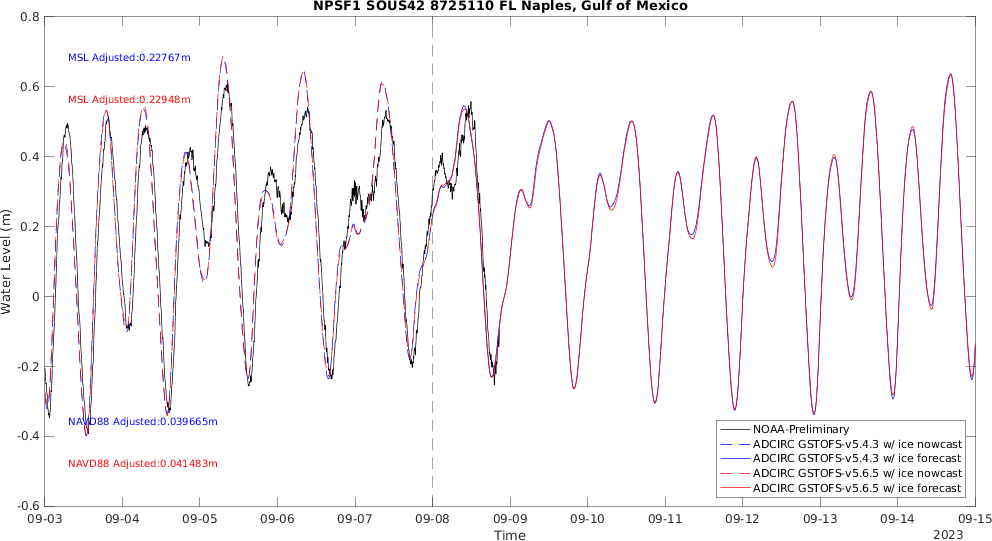 NPSF1 SOUS42 8725110 FL Naples, Gulf of Mexico
0.8
0.6
0.4
0.2
0
-0.2
-0.4
-0.6
Water Level (m)
MSL Adjusted:0.22767m
MSL Adjusted:0.22948m
NAVD88 Adjusted:0.039665m
NAVD88 Adjusted:0.041483m
NOAA-Preliminary
ADCIRC GSTOFS-v5.4.3 w/ ice nowcast
ADCIRC GSTOFS-v5.4.3 w/ ice forecast
ADCIRC GSTOFS-v5.6.5 w/ ice nowcast
ADCIRC GSTOFS-v5.6.5 w/ ice forecast
09-03 09-04 09-05 09-06 09-07 09-08 09-09 09-10 09-11 09-12 09-13 09-14 09-15
Time
2023